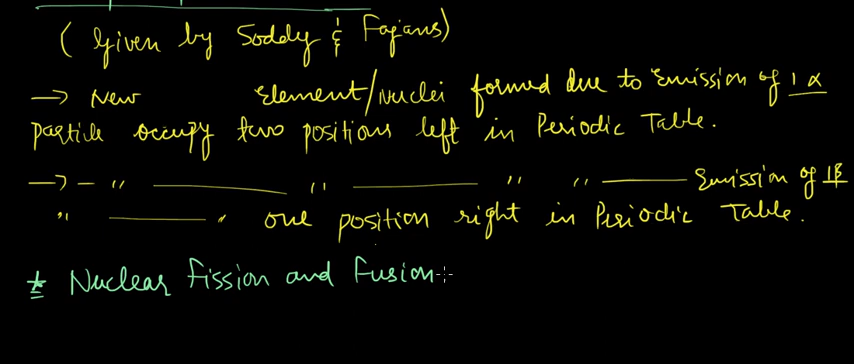 ( Given by Soddy & Fajans)
→ New Element/Nuclei formed due to Emission of 1 α
particle occupy two positions left in Periodic Table.
→ - " ——— " ——— " " ——— Emission of 1β
" ——— " one position right in Periodic Table.
* Nuclear Fission and Fusion